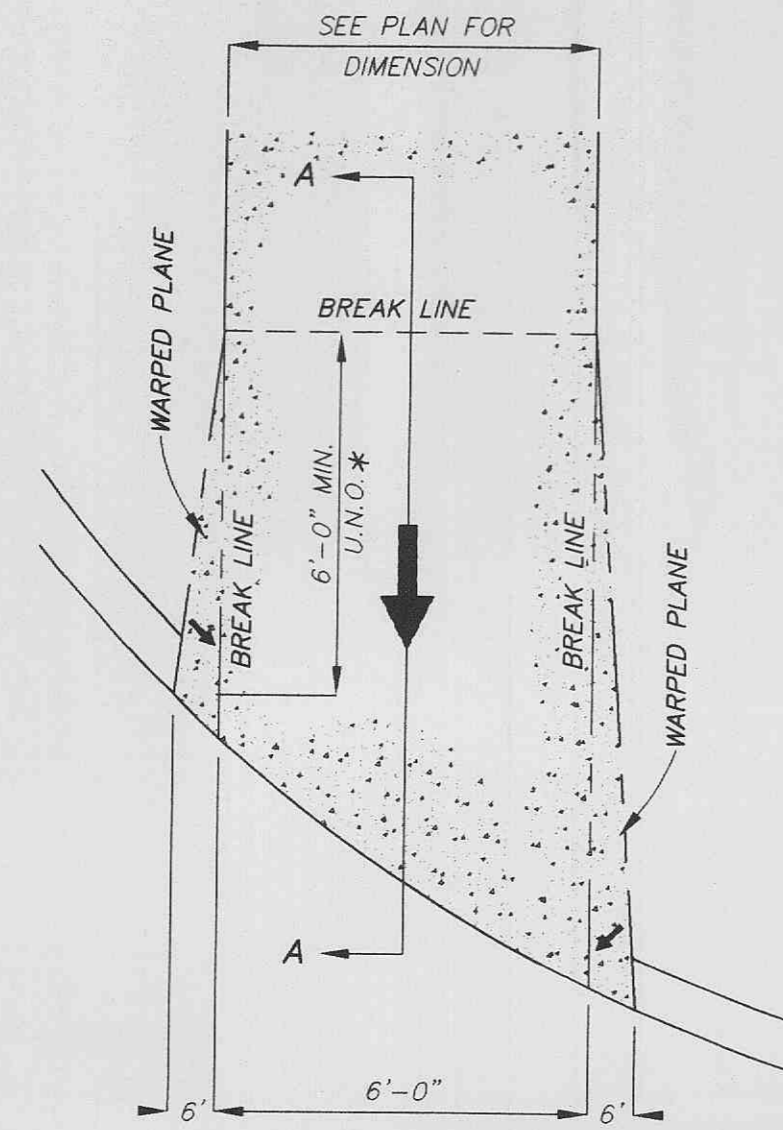 SEE PLAN FOR
DIMENSION
A
WARPED PLANE
BREAK LINE
6'-0" MIN.
U.N.O.*
BREAK LINE
BREAK LINE
WARPED PLANE
A
6'
6'-0"
6'